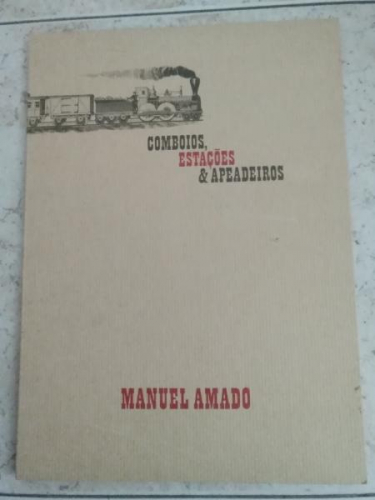 COMBOIOS,
ESTAÇÕES
& APEADEIROS
MANUEL AMADO